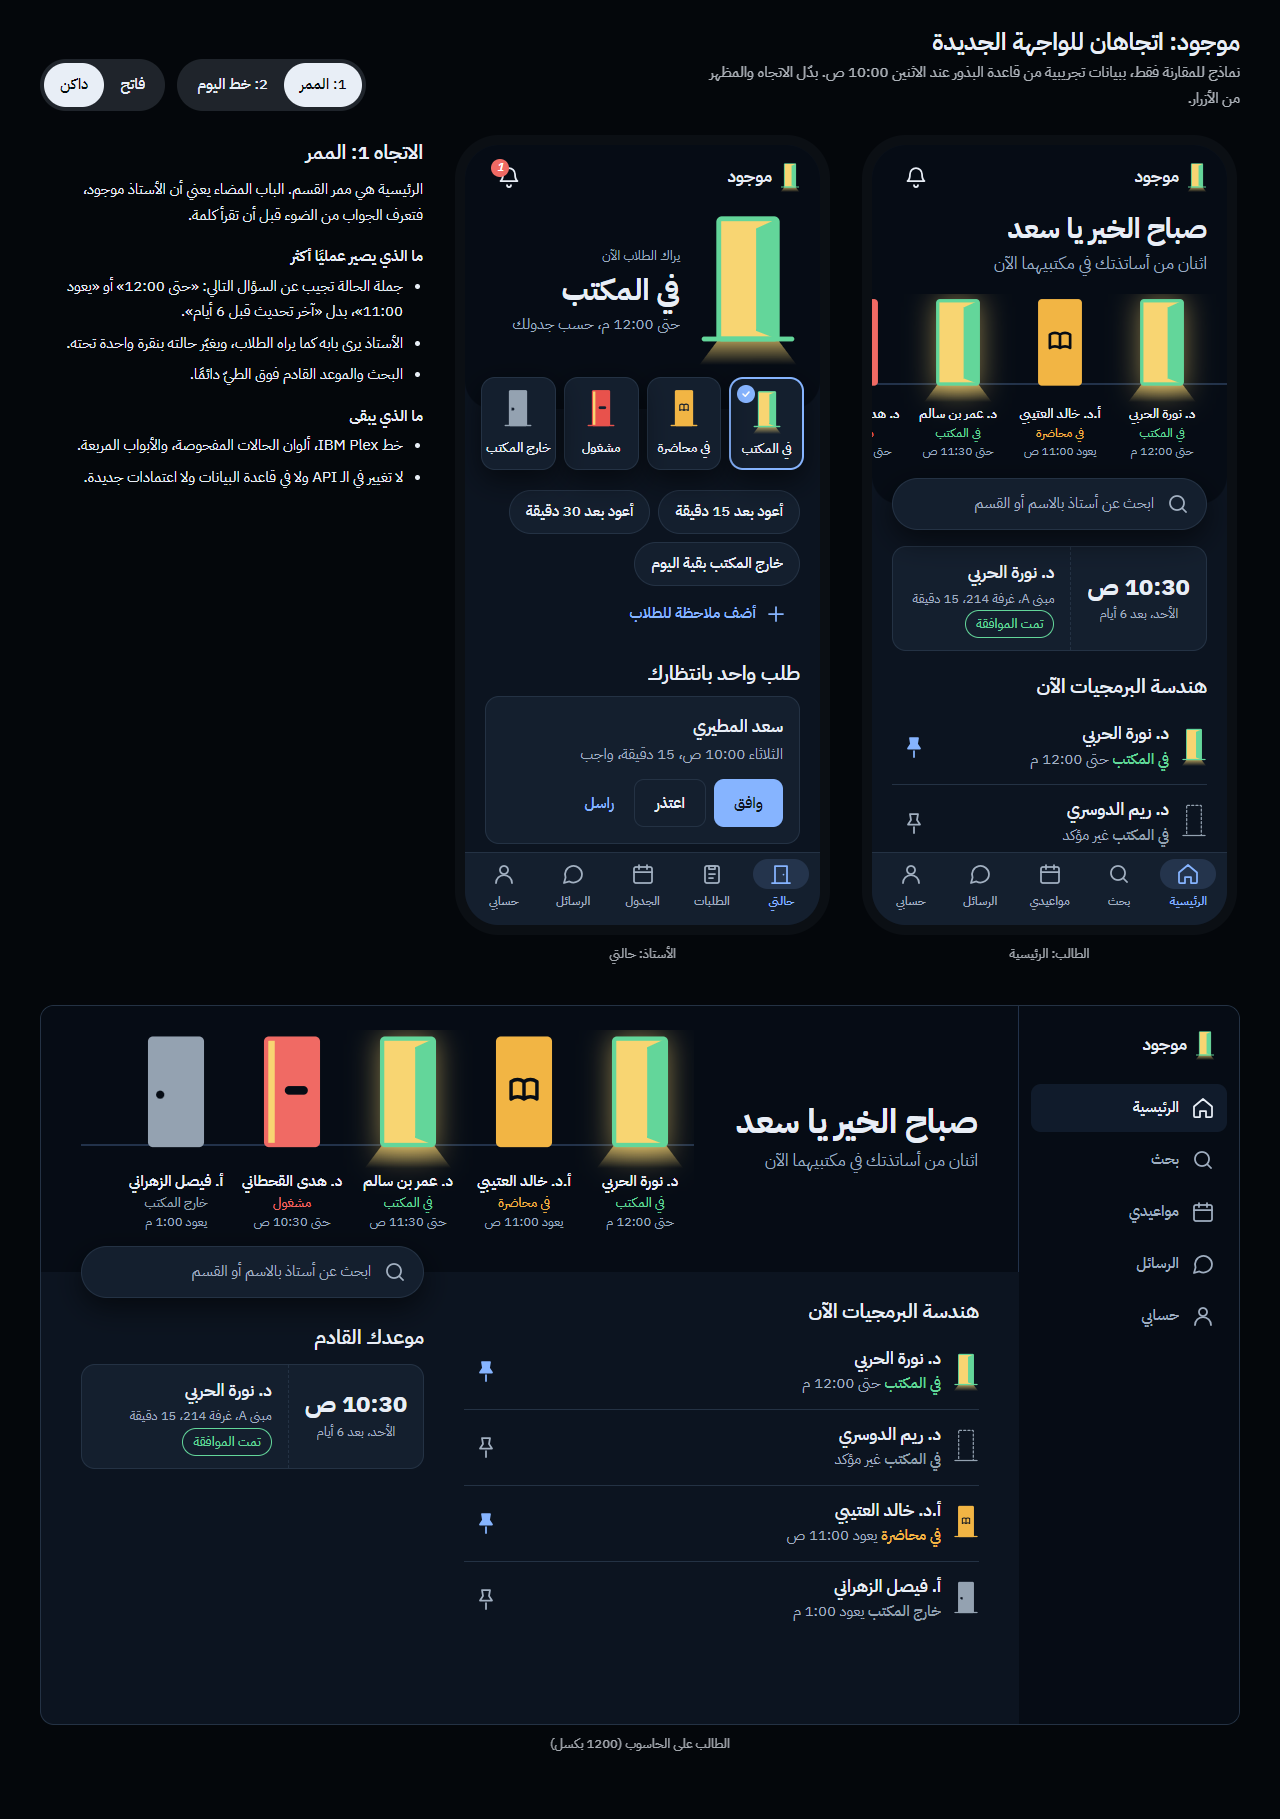 موجود: اتجاهان للواجهة الجديدة
نماذج للمقارنة فقط، ببيانات تجريبية من قاعدة البذور عند الاثنين 10:00 ص. بدّل الاتجاه والمظهر
من الأزرار.
1: الممر
2: خط اليوم
فاتح
داكن
موجود
صباح الخير يا سعد
اثنان من أساتذتك في مكتبيهما الآن
د. نورة الحربي
في المكتب
حتى 12:00 م
أ.د. خالد العتيبي
في محاضرة
يعود 11:00 ص
د. عمر بن سالم
في المكتب
حتى 11:30 ص
د. هد
حتى
ابحث عن أستاذ بالاسم أو القسم
10:30 ص
الأحد، بعد 6 أيام
د. نورة الحربي
مبنى A، غرفة 214، 15 دقيقة
تمت الموافقة
هندسة البرمجيات الآن
د. نورة الحربي
في المكتب حتى 12:00 م
د. ريم الدوسري
في المكتب غير مؤكد
الرئيسية
بحث
مواعيدي
الرسائل
حسابي
الطالب: الرئيسية
موجود
1
يراك الطلاب الآن
في المكتب
حتى 12:00 م، حسب جدولك
في المكتب
في محاضرة
مشغول
خارج المكتب
أعود بعد 15 دقيقة
أعود بعد 30 دقيقة
خارج المكتب بقية اليوم
أضف ملاحظة للطلاب
طلب واحد بانتظارك
سعد المطيري
الثلاثاء 10:00 ص، 15 دقيقة، واجب
وافق
اعتذر
راسل
حالتي
الطلبات
الجدول
الرسائل
حسابي
الأستاذ: حالتي
الاتجاه 1: الممر
الرئيسية هي ممر القسم. الباب المضاء يعني أن الأستاذ موجود،
فتعرف الجواب من الضوء قبل أن تقرأ كلمة.
ما الذي يصير عمليًا أكثر
جملة الحالة تجيب عن السؤال التالي: «حتى 12:00» أو «يعود
11:00»، بدل «آخر تحديث قبل 6 أيام».
الأستاذ يرى بابه كما يراه الطلاب، ويغيّر حالته بنقرة واحدة تحته.
البحث والموعد القادم فوق الطيّ دائمًا.
ما الذي يبقى
خط IBM Plex، ألوان الحالات المفحوصة، والأبواب المربعة.
لا تغيير في الـ API ولا في قاعدة البيانات ولا اعتمادات جديدة.
موجود
الرئيسية
بحث
مواعيدي
الرسائل
حسابي
صباح الخير يا سعد
اثنان من أساتذتك في مكتبيهما الآن
د. نورة الحربي
في المكتب
حتى 12:00 م
أ.د. خالد العتيبي
في محاضرة
يعود 11:00 ص
د. عمر بن سالم
في المكتب
حتى 11:30 ص
د. هدى القحطاني
مشغول
حتى 10:30 ص
أ. فيصل الزهراني
خارج المكتب
يعود 1:00 م
ابحث عن أستاذ بالاسم أو القسم
هندسة البرمجيات الآن
د. نورة الحربي
في المكتب حتى 12:00 م
د. ريم الدوسري
في المكتب غير مؤكد
أ.د. خالد العتيبي
في محاضرة يعود 11:00 ص
أ. فيصل الزهراني
خارج المكتب يعود 1:00 م
موعدك القادم
10:30 ص
الأحد، بعد 6 أيام
د. نورة الحربي
مبنى A، غرفة 214، 15 دقيقة
تمت الموافقة
الطالب على الحاسوب (1200 بكسل)